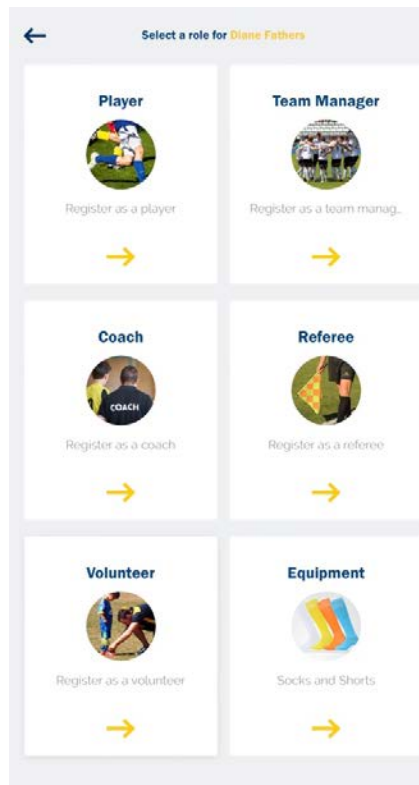 Select a role for Diane Fathers
Player
Team Manager
Register as a player
Register as a team manag...
Coach
Referee
COACH
Register as a coach
Register as a referee
Volunteer
Equipment
Register as a volunteer
Socks and Shorts